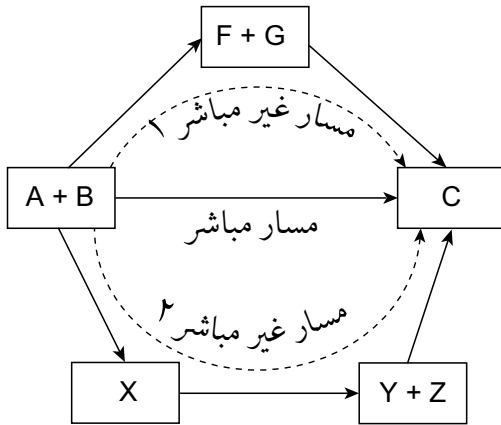 F + G
مسار غير مباشر ١
A + B
C
مسار مباشر
مسار غير مباشر ٢
X
Y + Z